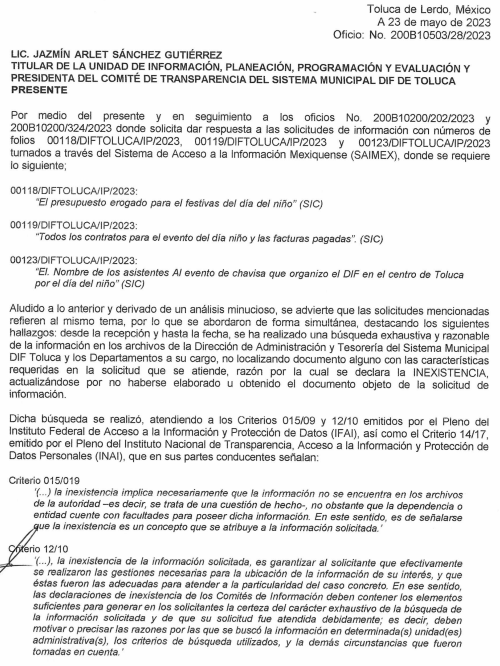 Toluca de Lerdo, México
A 23 de mayo de 2023
Oficio: No. 200B10503/28/2023
LIC. JAZMÍN ARLET SÁNCHEZ GUTIÉRREZ
TITULAR DE LA UNIDAD DE INFORMACIÓN, PLANEACIÓN, PROGRAMACIÓN Y EVALUACIÓN Y
PRESIDENTA DEL COMITÉ DE TRANSPARENCIA DEL SISTEMA MUNICIPAL DIF DE TOLUCA
PRESENTE
Por medio del presente y en seguimiento a los oficios No. 200B10200/202/2023 y
200B10200/324/2023 donde solicita dar respuesta a las solicitudes de información con números de
folios 00118/DIFTOLUCA/IP/2023, 00119/DIFTOLUCA/IP/2023 y 00123/DIFTOLUCA/IP/2023
turnados a través del Sistema de Acceso a la Información Mexiquense (SAIMEX), donde se requiere
lo siguiente;
00118/DIFTOLUCA/IP/2023:
"El presupuesto erogado para el festivas del día del niño" (SIC)
00119/DIFTOLUCA/IP/2023:
"Todos los contratos para el evento del día niño y las facturas pagadas". (SIC)
00123/DIFTOLUCA/IP/2023:
"El. Nombre de los asistentes Al evento de chavisa que organizo el DIF en el centro de Toluca
por el día del niño" (SIC)
Aludido a lo anterior y derivado de un análisis minucioso, se advierte que las solicitudes mencionadas
refieren al mismo tema, por lo que se abordaron de forma simultánea, destacando los siguientes
hallazgos: desde la recepción y hasta la fecha, se ha realizado una búsqueda exhaustiva y razonable
de la información en los archivos de la Dirección de Administración y Tesorería del Sistema Municipal
DIF Toluca y los Departamentos a su cargo, no localizando documento alguno con las características
requeridas en la solicitud que se atiende, razón por la cual se declara la INEXISTENCIA,
actualizándose por no haberse elaborado u obtenido el documento objeto de la solicitud de
información.
Dicha búsqueda se realizó, atendiendo a los Criterios 015/09 y 12/10 emitidos por el Pleno del
Instituto Federal de Acceso a la Información y Protección de Datos (IFAI), así como el Criterio 14/17,
emitido por el Pleno del Instituto Nacional de Transparencia, Acceso a la Información y Protección de
Datos Personales (INAI), que en sus partes conducentes señalan:
Criterio 015/019
'(...) la inexistencia implica necesariamente que la información no se encuentra en los archivos
de la autoridad –es decir, se trata de una cuestión de hecho-, no obstante que la dependencia o
entidad cuente con facultades para poseer dicha información. En este sentido, es de señalarse
que la inexistencia es un concepto que se atribuye a la información solicitada.'
Criterio 12/10
'(...), la inexistencia de la información solicitada, es garantizar al solicitante que efectivamente
se realizaron las gestiones necesarias para la ubicación de la información de su interés, y que
éstas fueron las adecuadas para atender a la particularidad del caso concreto. En ese sentido,
las declaraciones de inexistencia de los Comités de Información deben contener los elementos
suficientes para generar en los solicitantes la certeza del carácter exhaustivo de la búsqueda de
la información solicitada y de que su solicitud fue atendida debidamente; es decir, deben
motivar o precisar las razones por las que se buscó la información en determinada(s) unidad(es)
administrativa(s), los criterios de búsqueda utilizados, y la demás circunstancias que fueron
tomadas en cuenta.'